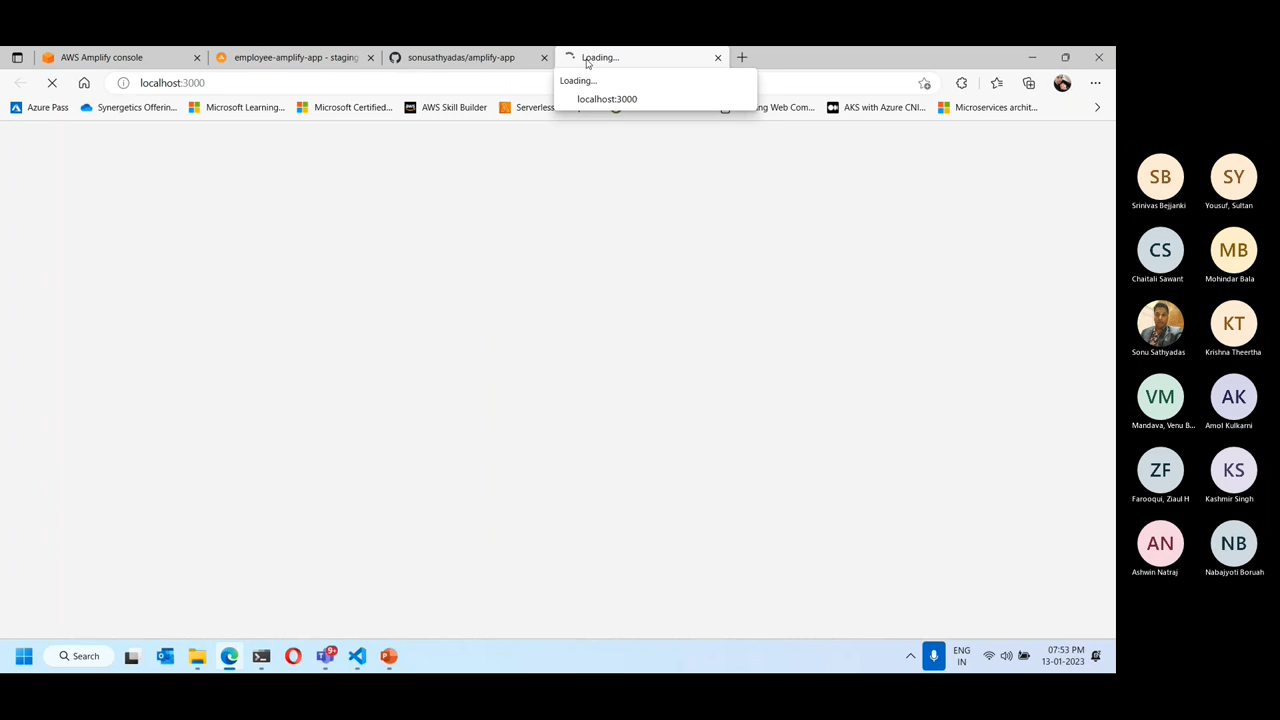 AWS Amplify console
employee-amplify-app - staging
sonusathyadas/amplify-app
Loading...
localhost:3000
Loading...
localhost:3000
Azure Pass
Synergetics Offering...
Microsoft Learning...
Microsoft Certified...
AWS Skill Builder
Serverless
ng Web Com...
AKS with Azure CNI...
Microservices archit...
SB
Srinivas Bejjanki
SY
Yousuf, Sultan
CS
Chaitali Sawant
MB
Mohindar Bala
Sonu Sathyadas
KT
Krishna Theertha
VM
Mandava, Venu B...
AK
Amol Kulkarni
ZF
Farooqui, Ziaul H
KS
Kashmir Singh
AN
Ashwin Natraj
NB
Nabajyoti Boruah
Search
9+
ENG
IN
07:53 PM
13-01-2023